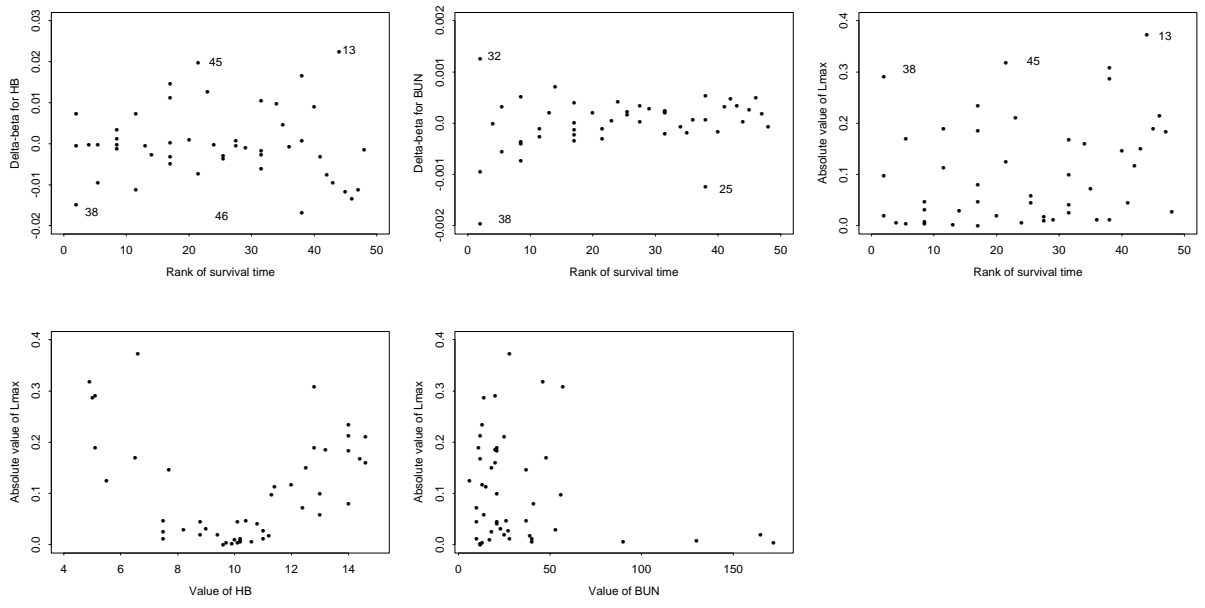 Delta-beta for HB
0.03
0.02
0.01
0.0
-0.01
-0.02
45
13
38
46
0 10 20 30 40 50
Rank of survival time
Delta-beta for BUN
0.002
0.001
0.0
-0.001
-0.002
32
25
38
0 10 20 30 40 50
Rank of survival time
Absolute value of Lmax
0.4
0.3
0.2
0.1
0.0
38
45
13
0 10 20 30 40 50
Rank of survival time
Absolute value of Lmax
0.4
0.3
0.2
0.1
0.0
4 6 8 10 12 14
Value of HB
Absolute value of Lmax
0.4
0.3
0.2
0.1
0.0
0 50 100 150
Value of BUN